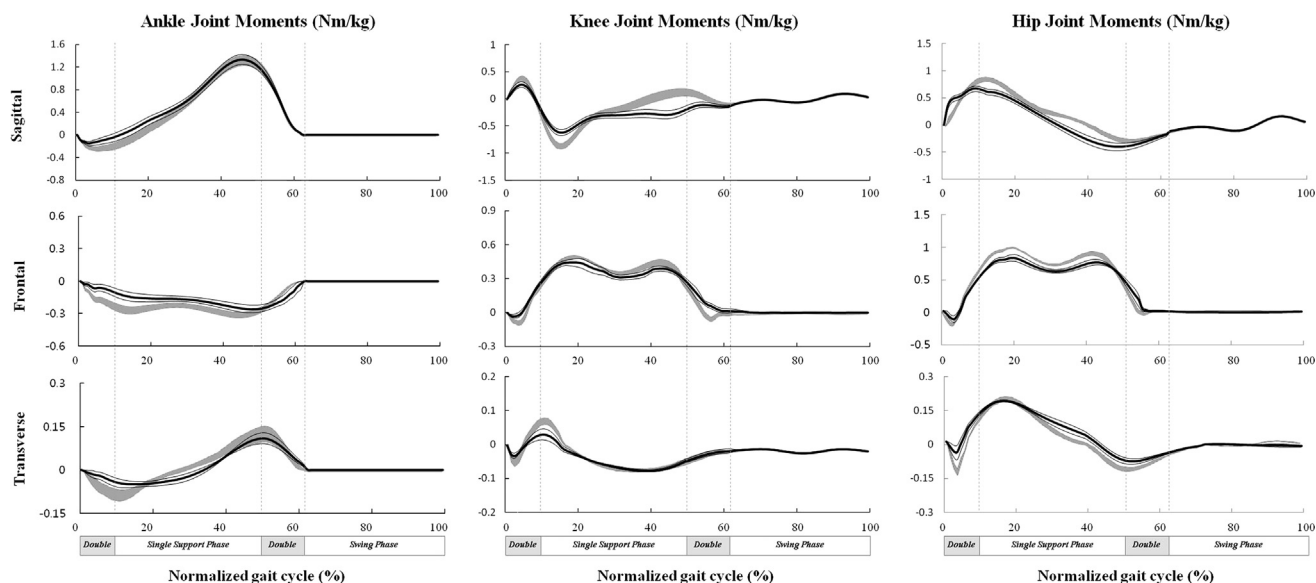 Ankle Joint Moments (Nm/kg)
Knee Joint Moments (Nm/kg)
Hip Joint Moments (Nm/kg)
Sagittal
1.6
1.2
0.8
0.4
0
-0.4
-0.8
0 20 40 60 80 100
1
0.5
0
-0.5
-1
-1.5
0 20 40 60 80 100
1.5
1
0.5
0
-0.5
-1
0 20 40 60 80 100
Frontal
0.6
0.3
0
-0.3
-0.6
0 20 40 60 80 100
0.9
0.6
0.3
0
-0.3
0 20 40 60 80 100
1.5
1
0.5
0
-0.5
0 20 40 60 80 100
Transverse
0.3
0.15
0
-0.15
0 20 40 60 80 100
0.2
0.1
0
-0.1
-0.2
0 20 40 60 80 100
0.3
0.15
0
-0.15
-0.3
0 20 40 60 80 100
Double Single Support Phase Double Swing Phase
Double Single Support Phase Double Swing Phase
Double Single Support Phase Double Swing Phase
Normalized gait cycle (%)
Normalized gait cycle (%)
Normalized gait cycle (%)